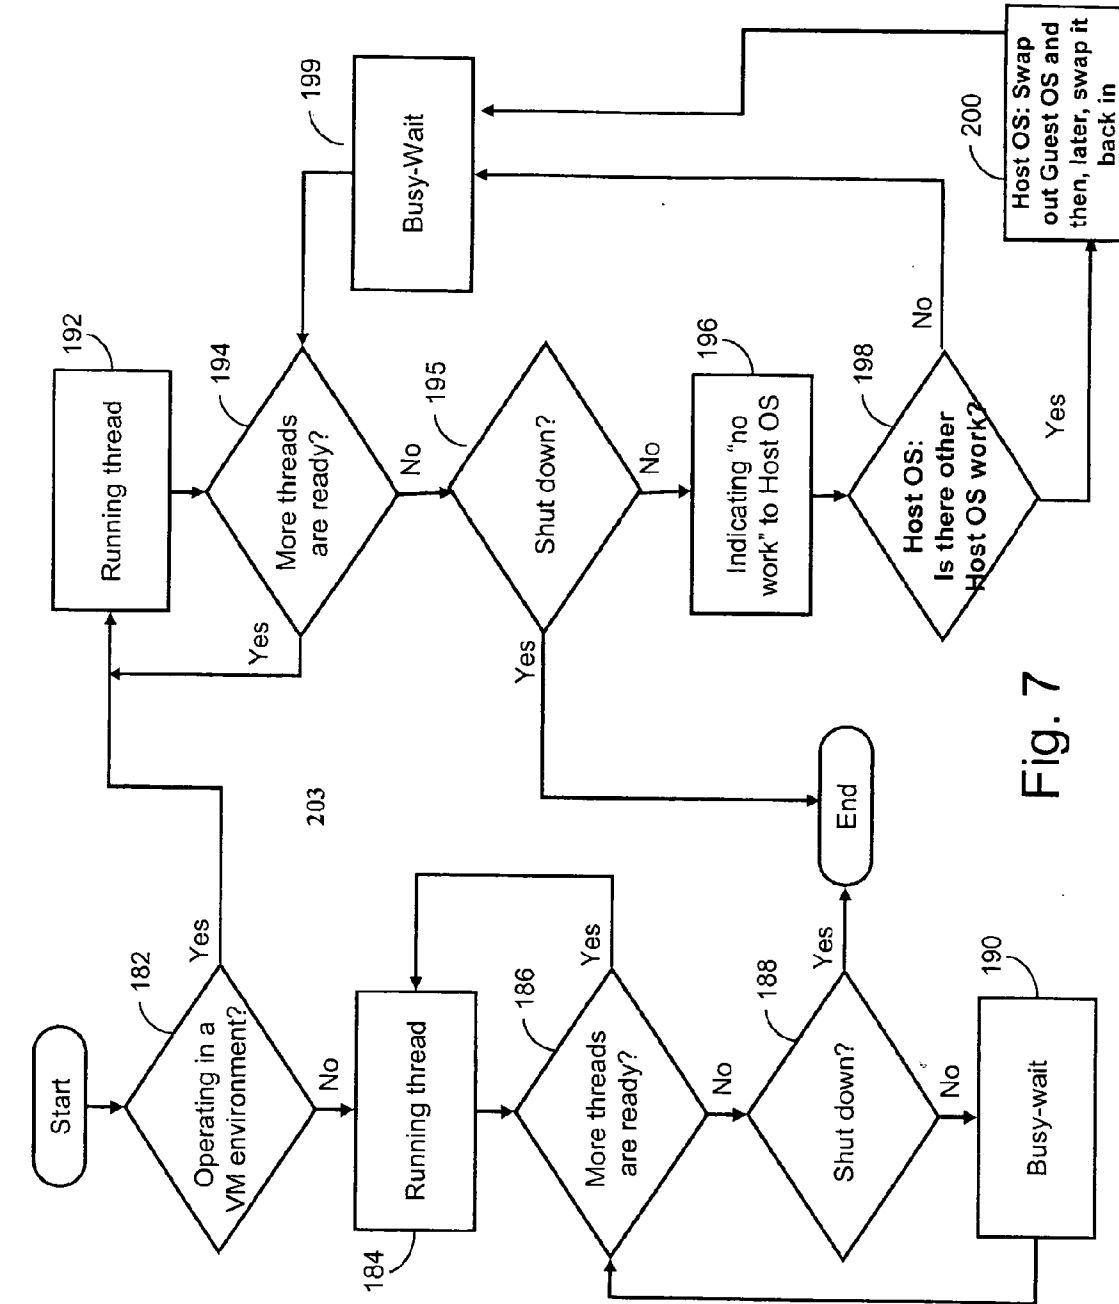 Start
182
Operating in a
VM environment?
Yes
No
184
Running thread
186
More threads
are ready?
Yes
No
188
Shut down?
Yes
No
190
Busy-wait
End
203
192
Running thread
194
More threads
are ready?
Yes
No
195
Shut down?
Yes
No
196
Indicating "no
work" to Host OS
198
Host OS:
Is there other
Host OS work?
No
Yes
199
Busy-Wait
200
Host OS: Swap
out Guest OS and
then, later, swap it
back in
Fig. 7